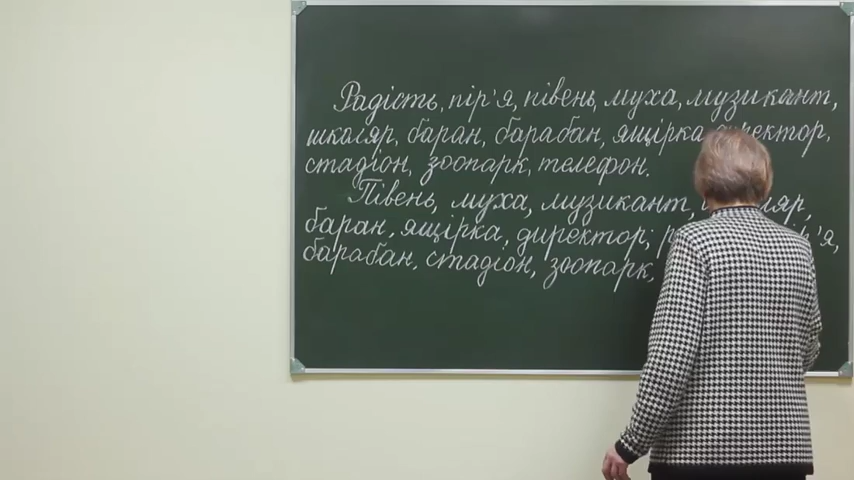 Радість, пір'я, півень, муха, музикант,
школяр, баран, барабан, ящірка, директор,
стадіон, зоопарк, телефон.
Півень, муха, музикант,
баран, ящірка, директор;
барабан, стадіон, зоопарк,